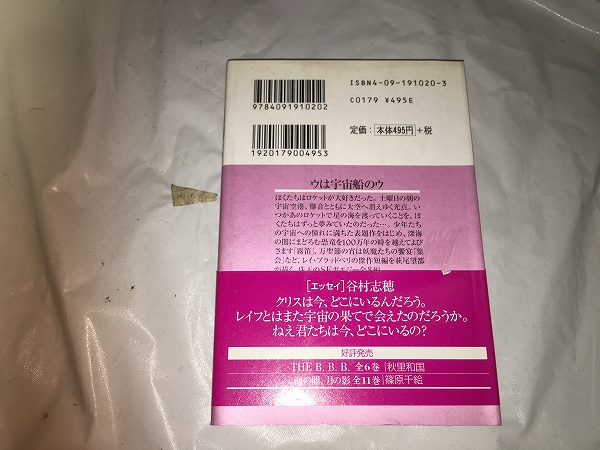 ISBN4-09-191020-3
9784091910202
C0179 ¥495E
定価: 本体495円 +税
1920179004953
ウは宇宙船のウ
ぼくたちはロケットが大好きだった。土曜日の朝の
宇宙空港、爆音とともに大空へ消えゆく光点。い
つかあのロケットで星の海を渡っていくことを、ぼ
くたちはずっと夢みていたのだった…。少年たち
の宇宙への憧れに満ちた表題作をはじめ、深海
の闇にまどろむ恐竜を100万年の時を越えてよび
さます「霧笛」、万聖節の宵は妖魔たちの饗宴「集
会」など、レイ・ブラッドベリの傑作短編を萩尾望都
[エッセイ]谷村志穂
クリスは今、どこにいるんだろう。
レイフとはまた宇宙の果てで会えたのだろうか。
ねえ君たちは今、どこにいるの?
好評発売
THE B.B.B. 全6巻 秋里和国
の闇、月の影 全11巻 篠原千絵